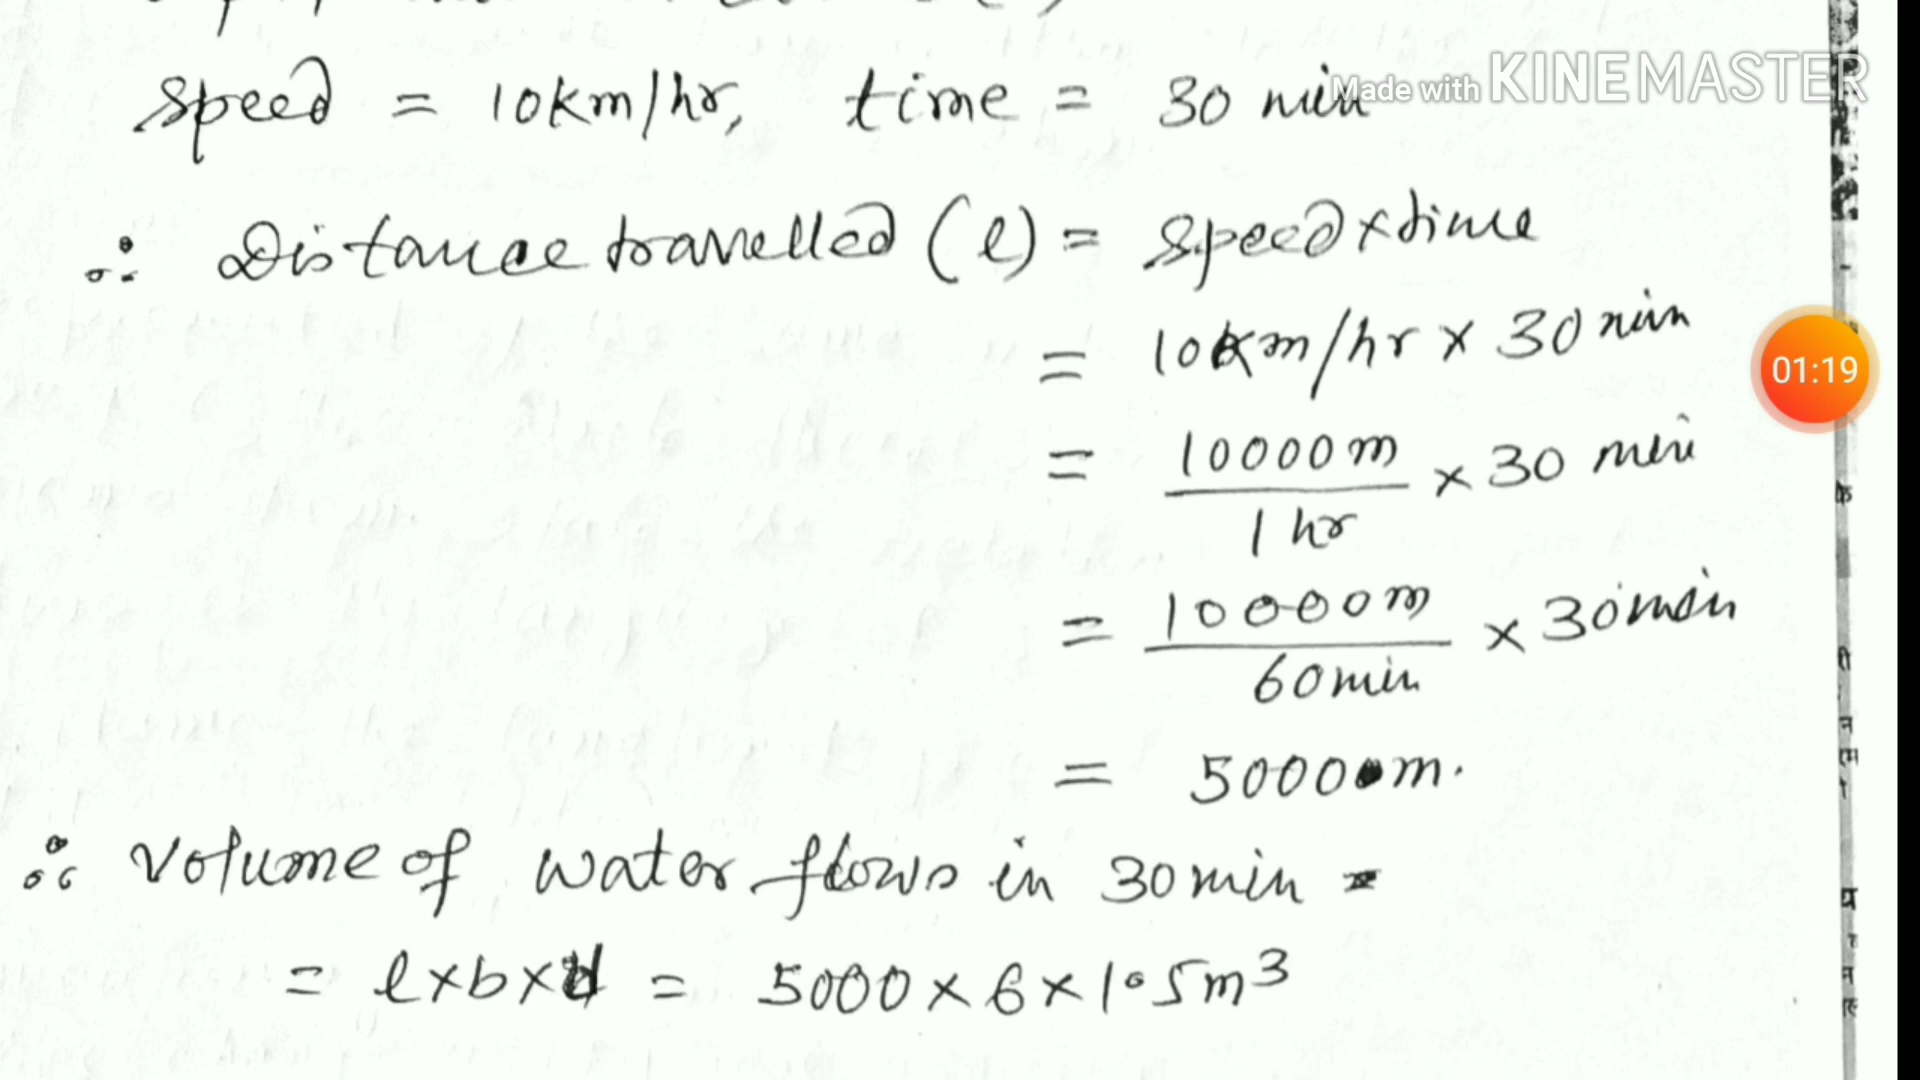 speed = 10km/hr, time = 30 min
Made with KINEMASTER
∴ Distance travelled (l) = speed×time
= 10km/hr × 30 min
01:19
= 10000m / 1 hr × 30 min
= 10000m / 60min × 30min
= 5000m.
∴ volume of water flows in 30min =
= l×b×d = 5000×6×1.5m³